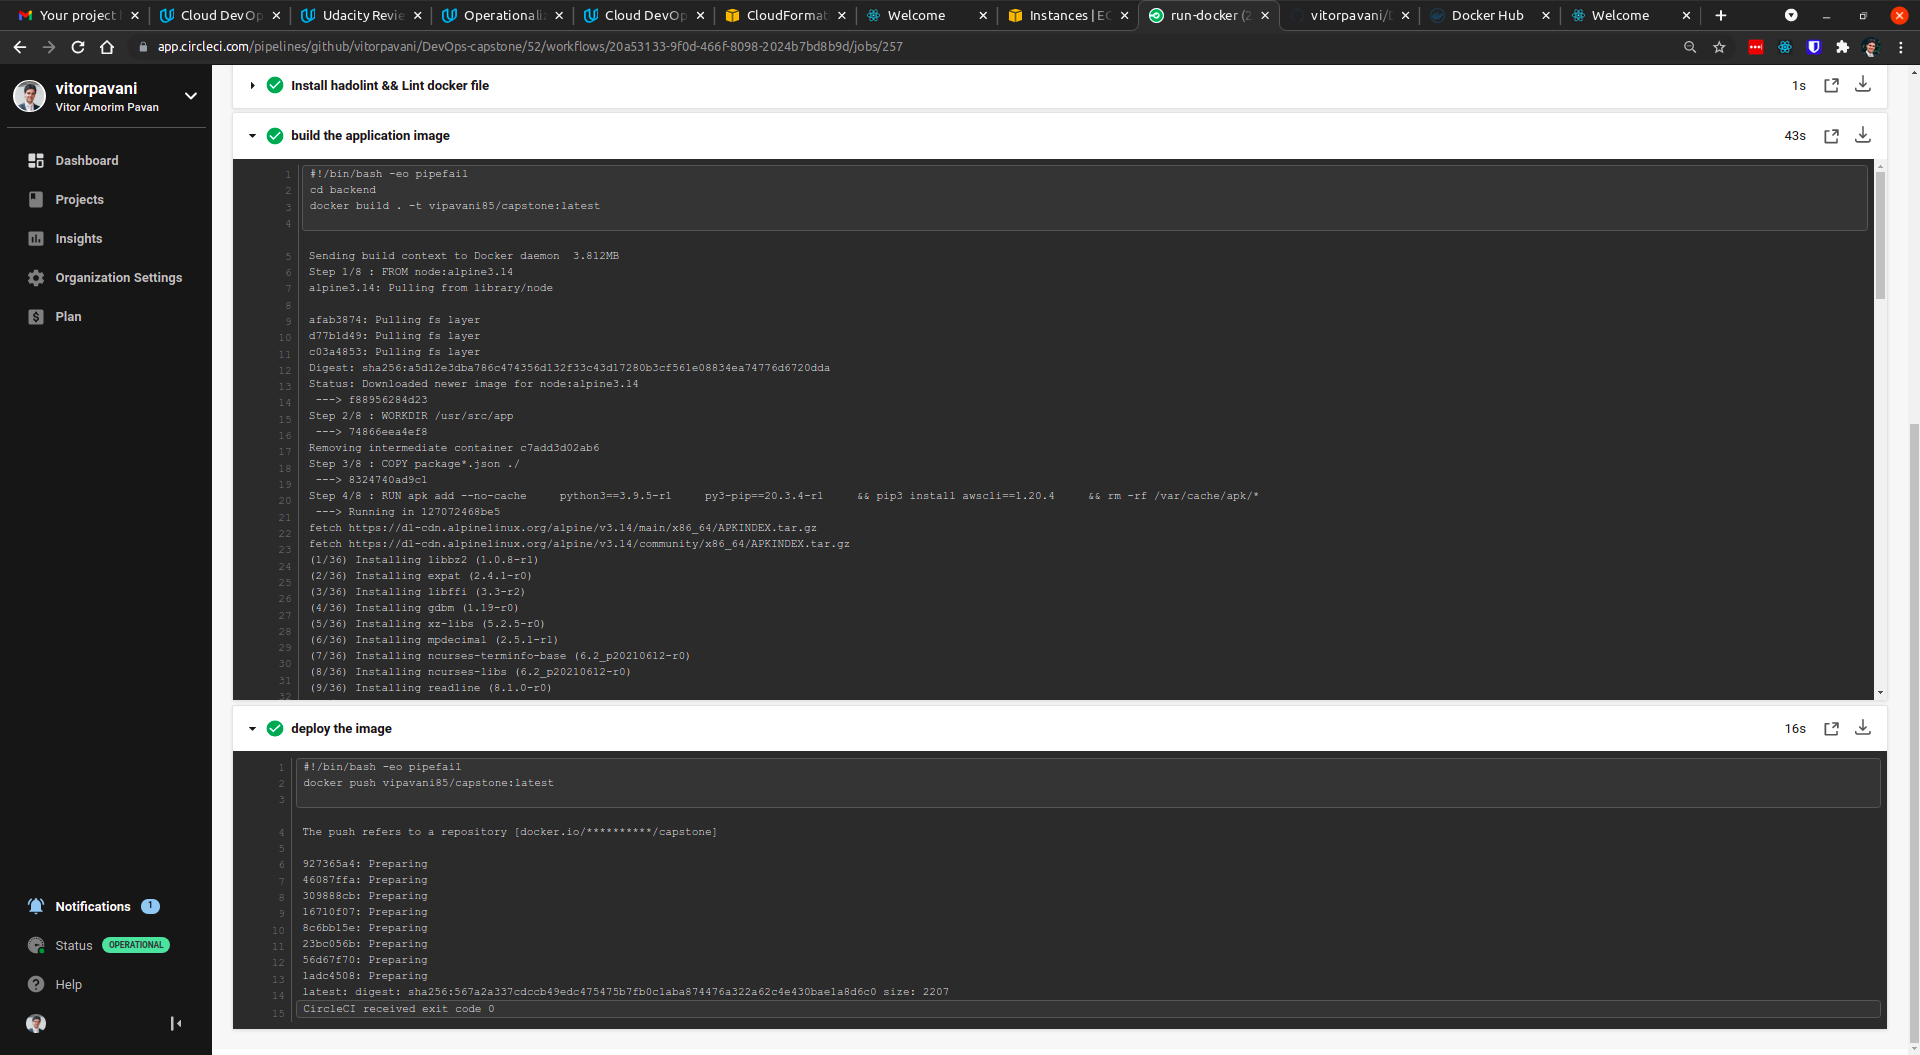 Your project
Cloud DevOp
Udacity Revie
Operationali
Cloud DevOp
CloudFormat
Welcome
Instances | EC
run-docker (2
vitorpavani/D
Docker Hub
Welcome
app.circleci.com/pipelines/github/vitorpavani/DevOps-capstone/52/workflows/20a53133-9f0d-466f-8098-2024b7bd8b9d/jobs/257
vitorpavani
Vitor Amorim Pavan
Dashboard
Projects
Insights
Organization Settings
Plan
Notifications 1
Status OPERATIONAL
Help
Install hadolint && Lint docker file 1s
build the application image 43s
1 #!/bin/bash -eo pipefail
2 cd backend
3 docker build . -t vipavani85/capstone:latest
4
5 Sending build context to Docker daemon  3.812MB
6 Step 1/8 : FROM node:alpine3.14
7 alpine3.14: Pulling from library/node
8
9 afab3874: Pulling fs layer
10 d77b1d49: Pulling fs layer
11 c03a4853: Pulling fs layer
12 Digest: sha256:a5d12e3dba786c474356d132f33c43d17280b3cf561e08834ea74776d6720dda
13 Status: Downloaded newer image for node:alpine3.14
14 ---> f88956284d23
15 Step 2/8 : WORKDIR /usr/src/app
16 ---> 74866eea4ef8
17 Removing intermediate container c7add3d02ab6
18 Step 3/8 : COPY package*.json ./
19 ---> 8324740ad9c1
20 Step 4/8 : RUN apk add --no-cache     python3==3.9.5-r1     py3-pip==20.3.4-r1     && pip3 install awscli==1.20.4     && rm -rf /var/cache/apk/*
21 ---> Running in 127072468be5
22 fetch https://dl-cdn.alpinelinux.org/alpine/v3.14/main/x86_64/APKINDEX.tar.gz
23 fetch https://dl-cdn.alpinelinux.org/alpine/v3.14/community/x86_64/APKINDEX.tar.gz
24 (1/36) Installing libbz2 (1.0.8-r1)
25 (2/36) Installing expat (2.4.1-r0)
26 (3/36) Installing libffi (3.3-r2)
27 (4/36) Installing gdbm (1.19-r0)
28 (5/36) Installing xz-libs (5.2.5-r0)
29 (6/36) Installing mpdecimal (2.5.1-r1)
30 (7/36) Installing ncurses-terminfo-base (6.2_p20210612-r0)
31 (8/36) Installing ncurses-libs (6.2_p20210612-r0)
32 (9/36) Installing readline (8.1.0-r0)
deploy the image 16s
1 #!/bin/bash -eo pipefail
2 docker push vipavani85/capstone:latest
3
4 The push refers to a repository [docker.io/**********/capstone]
5
6 927365a4: Preparing
7 46087ffa: Preparing
8 309888cb: Preparing
9 16710f07: Preparing
10 8c6bb15e: Preparing
11 23bc056b: Preparing
12 56d67f70: Preparing
13 1adc4508: Preparing
14 latest: digest: sha256:567a2a337cdccb49edc475475b7fb0c1aba874476a322a62c4e430bae1a8d6c0 size: 2207
15 CircleCI received exit code 0